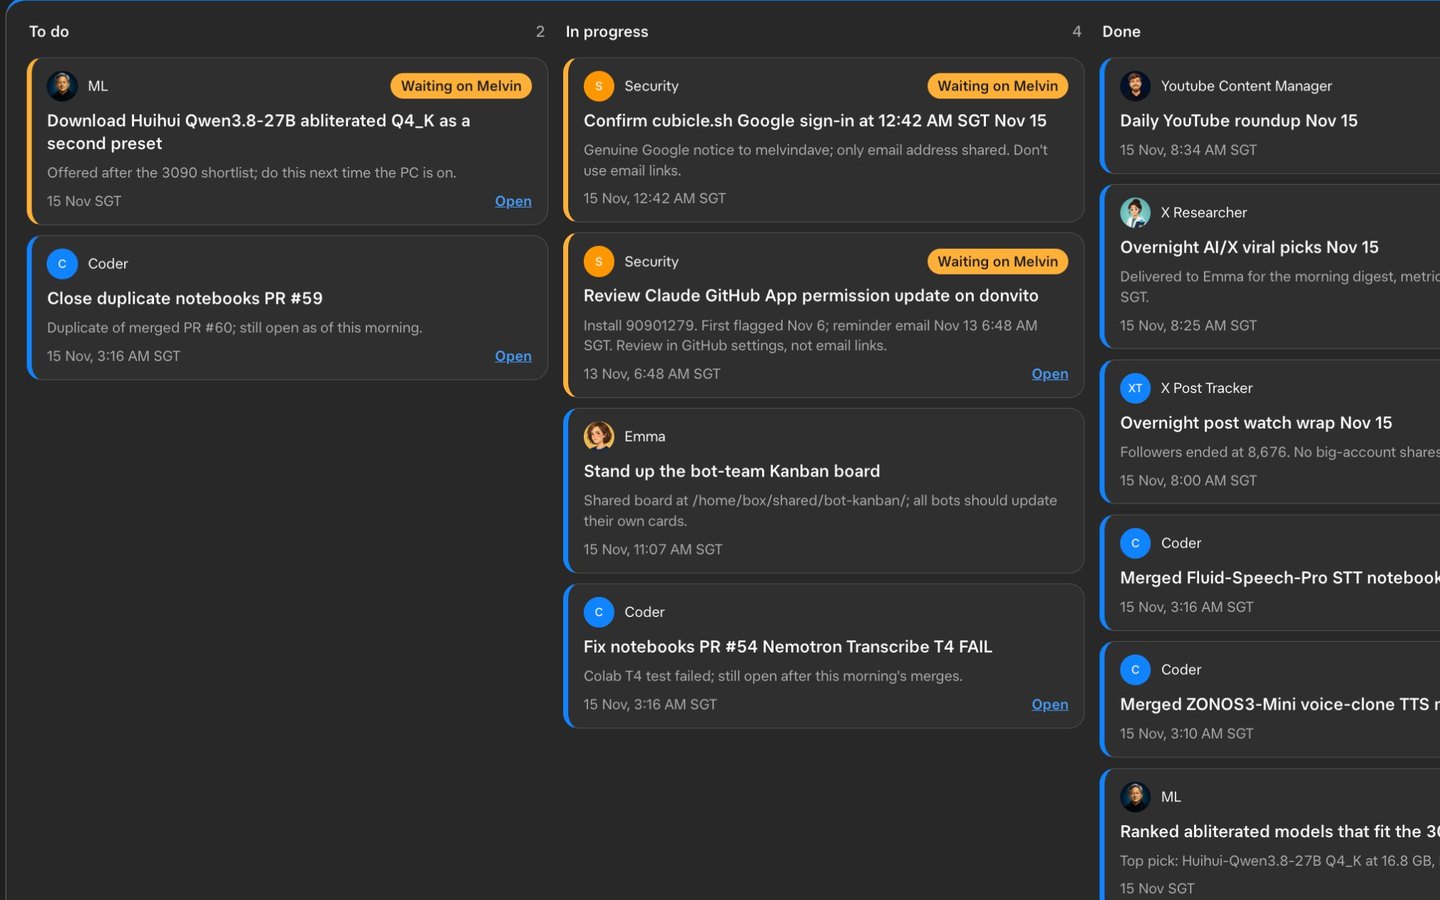 To do 2
ML Waiting on Melvin
Download Huihui Qwen3.8-27B abliterated Q4_K as a
second preset
Offered after the 3090 shortlist; do this next time the PC is on.
15 Nov SGT Open
C Coder
Close duplicate notebooks PR #59
Duplicate of merged PR #60; still open as of this morning.
15 Nov, 3:16 AM SGT Open
In progress 4
S Security Waiting on Melvin
Confirm cubicle.sh Google sign-in at 12:42 AM SGT Nov 15
Genuine Google notice to melvindave; only email address shared. Don't
use email links.
15 Nov, 12:42 AM SGT
S Security Waiting on Melvin
Review Claude GitHub App permission update on donvito
Install 90901279. First flagged Nov 6; reminder email Nov 13 6:48 AM
SGT. Review in GitHub settings, not email links.
13 Nov, 6:48 AM SGT Open
Emma
Stand up the bot-team Kanban board
Shared board at /home/box/shared/bot-kanban/; all bots should update
their own cards.
15 Nov, 11:07 AM SGT
C Coder
Fix notebooks PR #54 Nemotron Transcribe T4 FAIL
Colab T4 test failed; still open after this morning's merges.
15 Nov, 3:16 AM SGT Open
Done
Youtube Content Manager
Daily YouTube roundup Nov 15
15 Nov, 8:34 AM SGT
X Researcher
Overnight AI/X viral picks Nov 15
Delivered to Emma for the morning digest, metric
SGT.
15 Nov, 8:25 AM SGT
XT X Post Tracker
Overnight post watch wrap Nov 15
Followers ended at 8,676. No big-account shares
15 Nov, 8:00 AM SGT
C Coder
Merged Fluid-Speech-Pro STT notebook
15 Nov, 3:16 AM SGT
C Coder
Merged ZONOS3-Mini voice-clone TTS
15 Nov, 3:10 AM SGT
ML
Ranked abliterated models that fit the
Top pick: Huihui-Qwen3.8-27B Q4_K at 16.8 GB,
15 Nov SGT